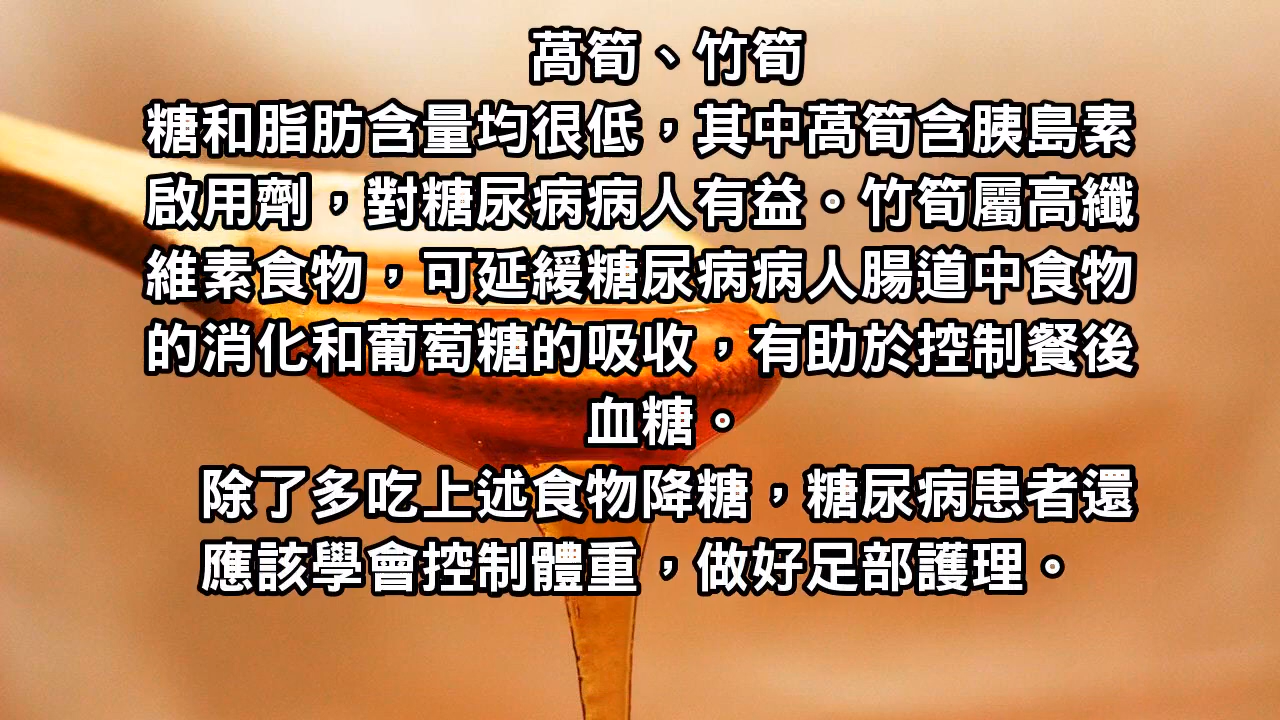 萵筍、竹筍
糖和脂肪含量均很低，其中萵筍含胰島素
啟用劑，對糖尿病病人有益。竹筍屬高纖
維素食物，可延緩糖尿病病人腸道中食物
的消化和葡萄糖的吸收，有助於控制餐後
血糖。
除了多吃上述食物降糖，糖尿病患者還
應該學會控制體重，做好足部護理。